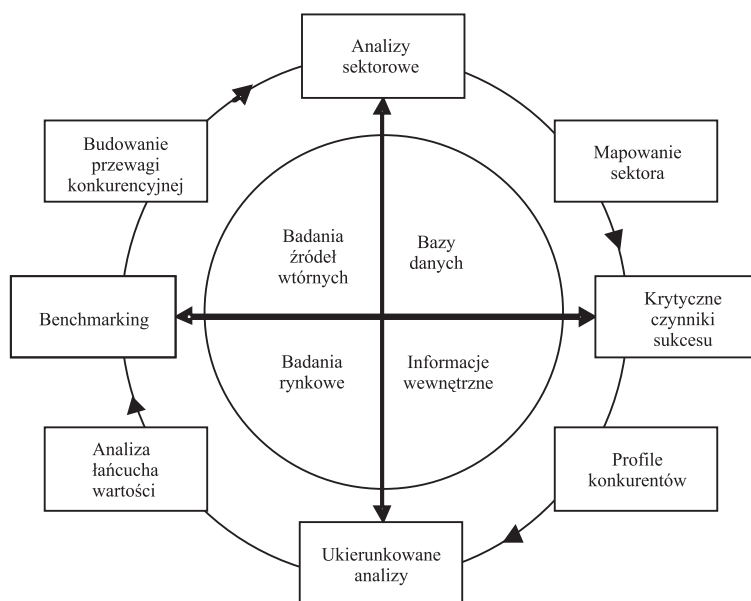 Analizy
sektorowe
Budowanie
przewagi
konkurencyjnej
Mapowanie
sektora
Badania
źródeł
wtórnych
Bazy
danych
Benchmarking
Krytyczne
czynniki
sukcesu
Badania
rynkowe
Informacje
wewnętrzne
Analiza
łańcucha
wartości
Profile
konkurentów
Ukierunkowane
analizy